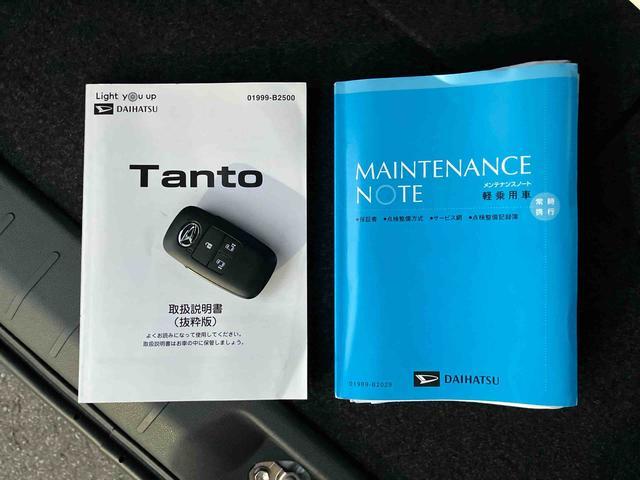 Light you up
DAIHATSU
01999-B2500
Tanto
取扱説明書
(抜粋版)
よくお読みになって使用してください。
取扱説明書はお車の中に保管しましょう。
MAINTENANCE
NOTE
メンテナンスノート
軽乗用車
常時
携行
●保証書 ●点検整備方式 ●サービス網 ●点検整備記録簿
01999-B2029
DAIHATSU